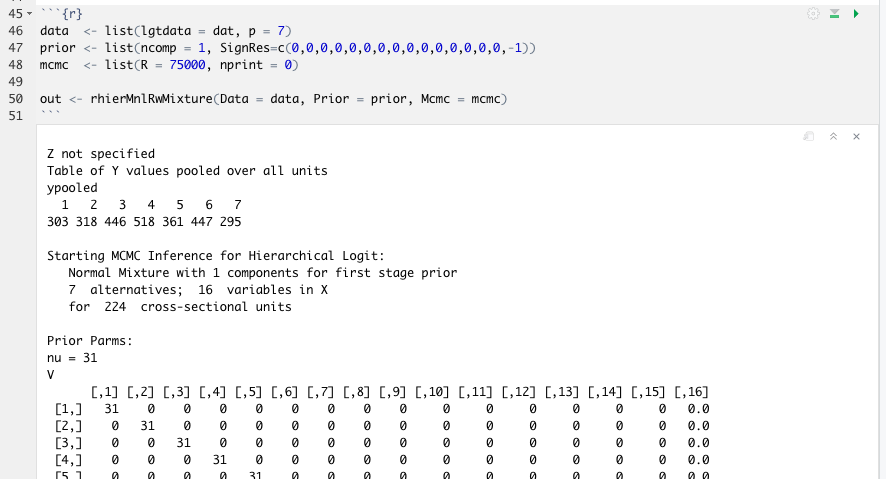 45 ```{r}
46 data  <- list(lgtdata = dat, p = 7)
47 prior <- list(ncomp = 1, SignRes=c(0,0,0,0,0,0,0,0,0,0,0,0,0,0,0,-1))
48 mcmc  <- list(R = 75000, nprint = 0)
49
50 out <- rhierMnlRwMixture(Data = data, Prior = prior, Mcmc = mcmc)
51 ```
Z not specified
Table of Y values pooled over all units
ypooled
  1   2   3   4   5   6   7
303 318 446 518 361 447 295
Starting MCMC Inference for Hierarchical Logit:
   Normal Mixture with 1 components for first stage prior
   7  alternatives;  16  variables in X
   for  224  cross-sectional units
Prior Parms:
nu = 31
V
      [,1] [,2] [,3] [,4] [,5] [,6] [,7] [,8] [,9] [,10] [,11] [,12] [,13] [,14] [,15] [,16]
 [1,]   31    0    0    0    0    0    0    0    0     0     0     0     0     0     0   0.0
 [2,]    0   31    0    0    0    0    0    0    0     0     0     0     0     0     0   0.0
 [3,]    0    0   31    0    0    0    0    0    0     0     0     0     0     0     0   0.0
 [4,]    0    0    0   31    0    0    0    0    0     0     0     0     0     0     0   0.0
 [5,]    0    0    0    0   31    0    0    0    0     0     0     0     0     0     0   0.0